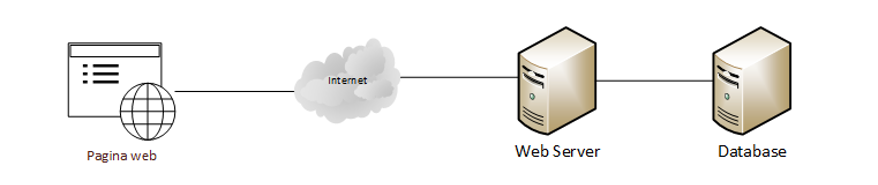 Internet
Pagina web
Web Server
Database